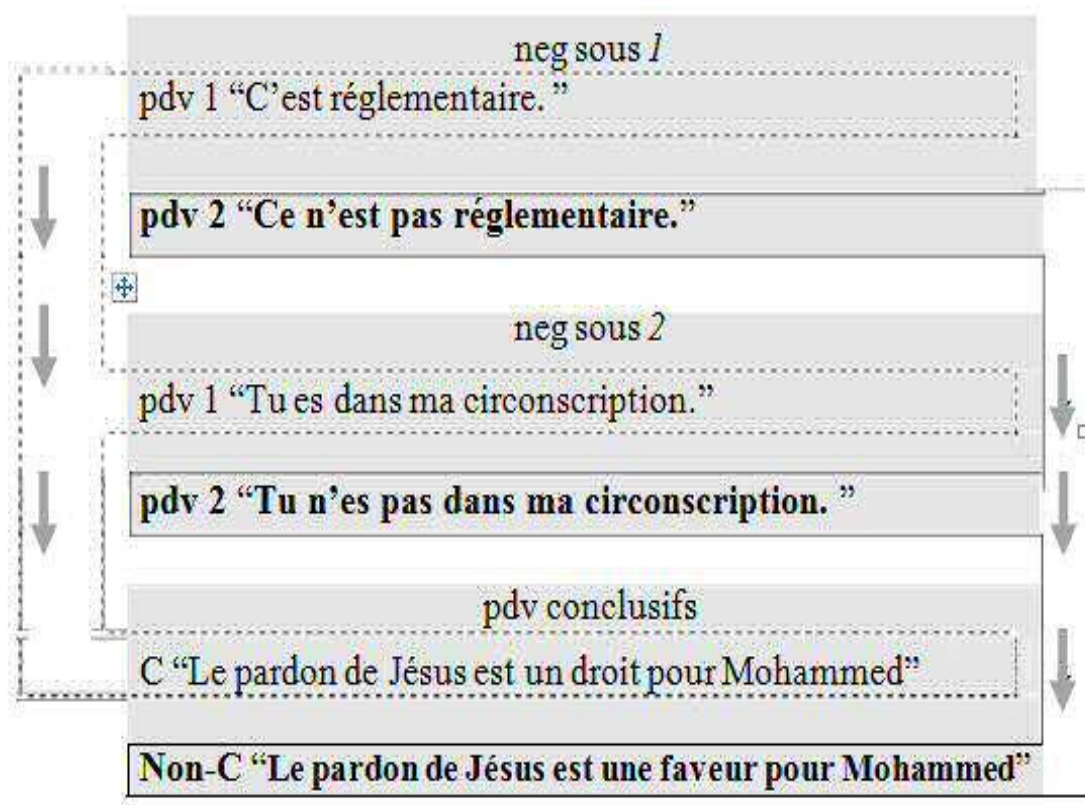 neg sous 1
pdv 1 “C’est réglementaire. ”
pdv 2 “Ce n’est pas réglementaire.”
neg sous 2
pdv 1 “Tu es dans ma circonscription.”
pdv 2 “Tu n’es pas dans ma circonscription. ”
pdv conclusifs
C “Le pardon de Jésus est un droit pour Mohammed”
Non-C “Le pardon de Jésus est une faveur pour Mohammed”